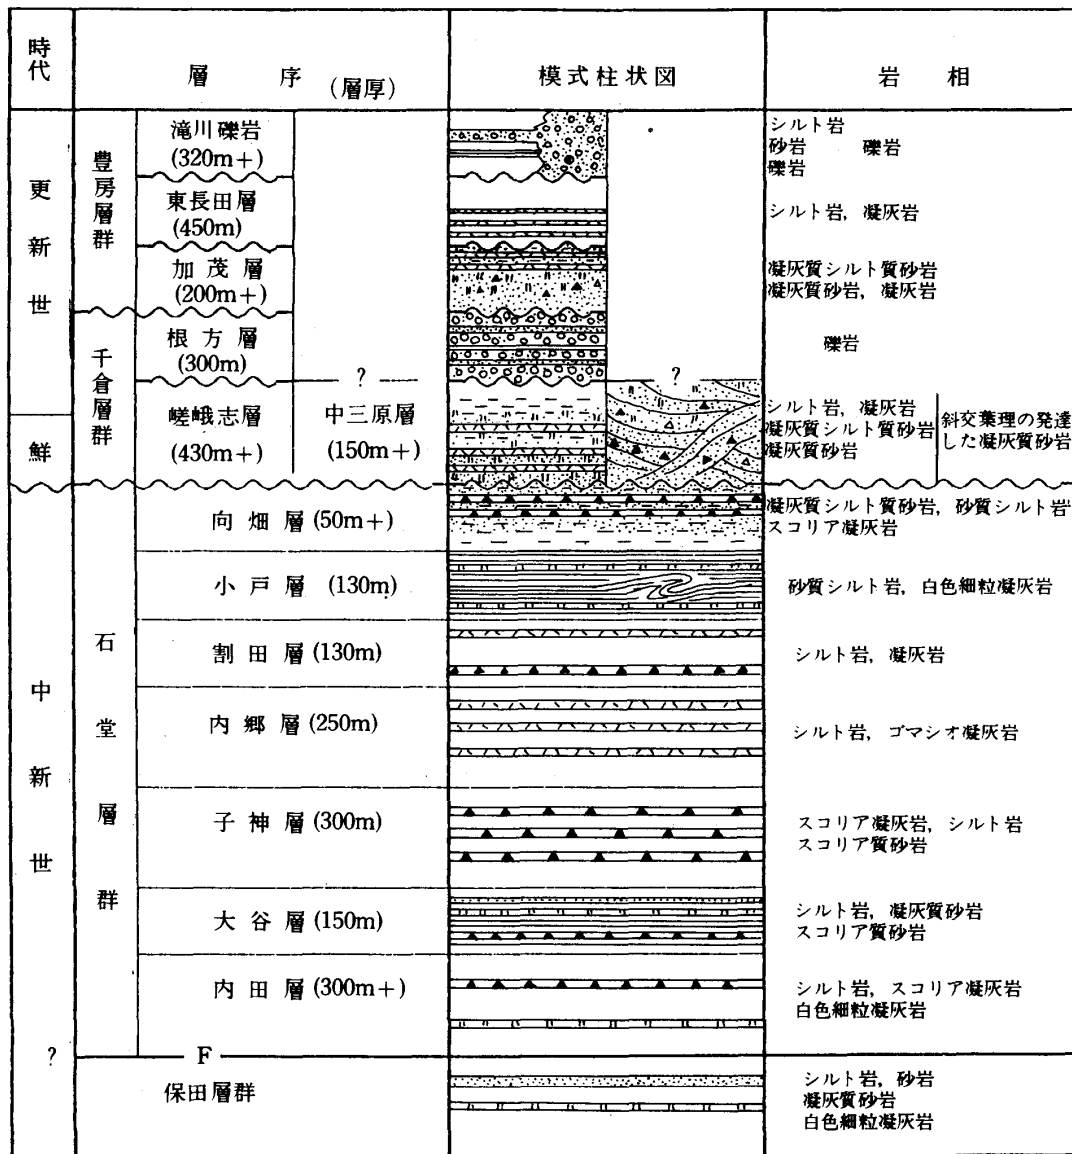 時代
層序
(層厚)
模式柱状図
岩相
更新世
鮮
中新世
?
豊房層群
千倉層群
石堂層群
滝川礫岩
(320m+)
東長田層
(450m)
加茂層
(200m+)
根方層
(300m)
?
?
嵯峨志層
(430m+)
中三原層
(150m+)
向畑層(50m+)
小戸層 (130m)
割田層(130m)
内郷層(250m)
子神層(300m)
大谷層(150m)
内田層(300m+)
F
保田層群
シルト岩
砂岩 礫岩
礫岩
シルト岩, 凝灰岩
凝灰質シルト質砂岩
凝灰質砂岩, 凝灰岩
礫岩
シルト岩, 凝灰岩
凝灰質シルト質砂岩
凝灰質砂岩
斜交葉理の発達
した凝灰質砂岩
凝灰質シルト質砂岩, 砂質シルト岩
スコリア凝灰岩
砂質シルト岩, 白色細粒凝灰岩
シルト岩, 凝灰岩
シルト岩, ゴマシオ凝灰岩
スコリア凝灰岩, シルト岩
スコリア質砂岩
シルト岩, 凝灰質砂岩
スコリア質砂岩
シルト岩, スコリア凝灰岩
白色細粒凝灰岩
シルト岩, 砂岩
凝灰質砂岩
白色細粒凝灰岩